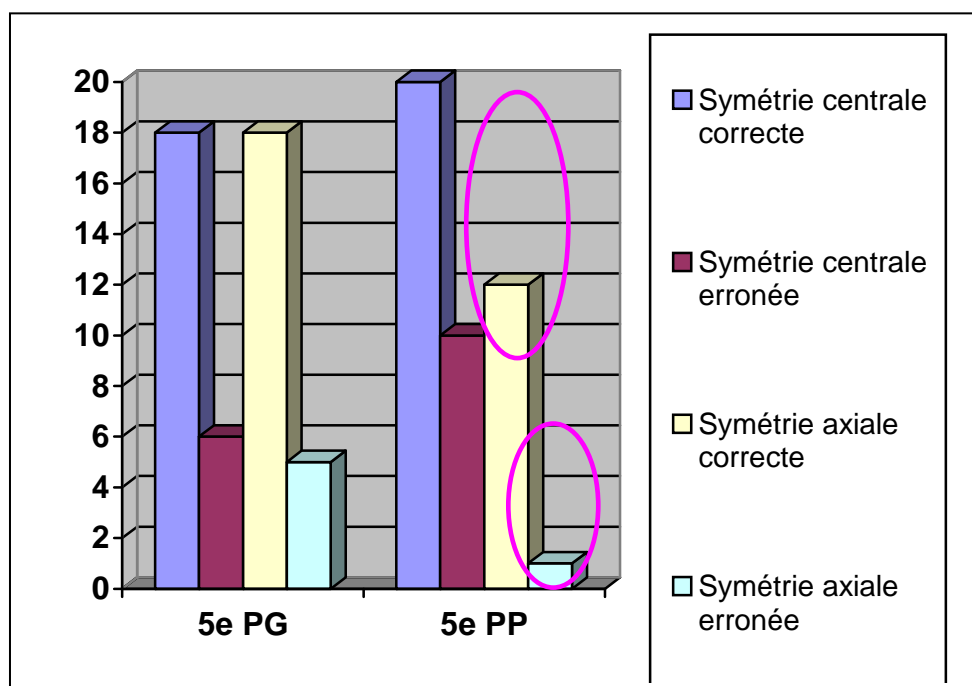 20
18
16
14
12
10
8
6
4
2
0
5e PG
5e PP
Symétrie centrale
correcte
Symétrie centrale
erronée
Symétrie axiale
correcte
Symétrie axiale
erronée